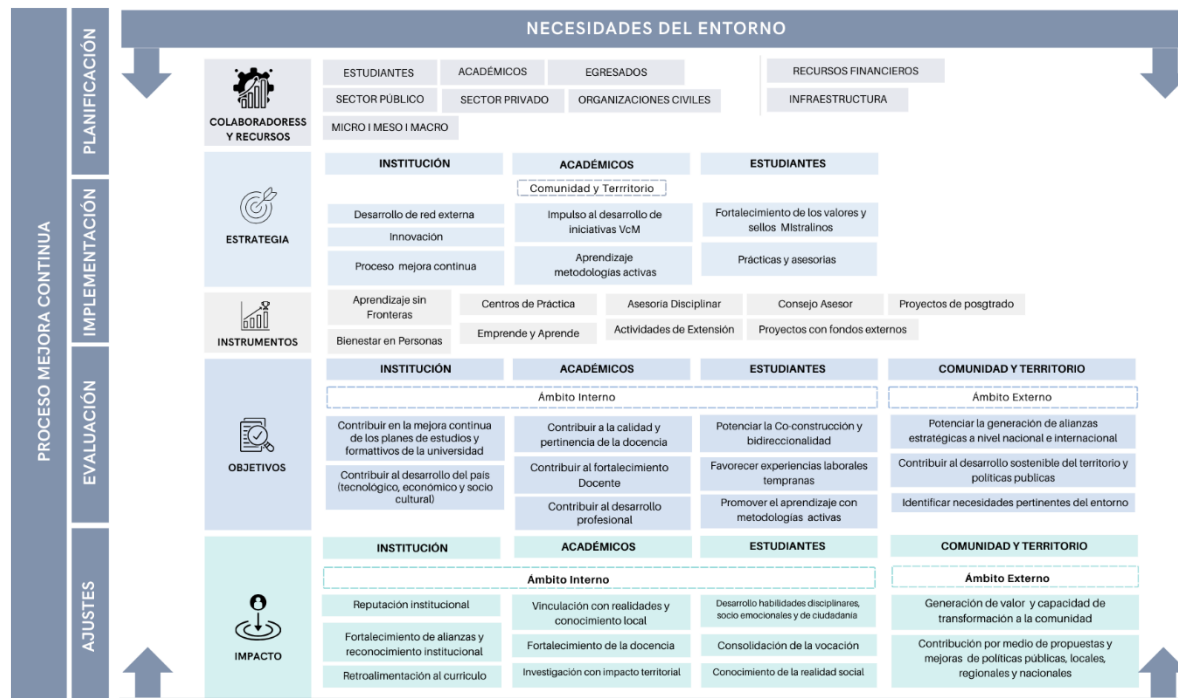 NECESIDADES DEL ENTORNO
PROCESO MEJORA CONTINUA
PLANIFICACIÓN
IMPLEMENTACIÓN
EVALUACIÓN
AJUSTES
COLABORADORESS
Y RECURSOS
ESTUDIANTES
ACADÉMICOS
EGRESADOS
RECURSOS FINANCIEROS
SECTOR PÚBLICO
SECTOR PRIVADO
ORGANIZACIONES CIVILES
INFRAESTRUCTURA
MICRO I MESO I MACRO
ESTRATEGIA
INSTITUCIÓN
ACADÉMICOS
ESTUDIANTES
Comunidad y Terrritorio
Desarrollo de red externa
Innovación
Proceso mejora continua
Impulso al desarrollo de
iniciativas VcM
Aprendizaje
metodologías activas
Fortalecimiento de los valores y
sellos MIstralinos
Prácticas y asesorias
INSTRUMENTOS
Aprendizaje sin
Fronteras
Centros de Práctica
Asesoría Disciplinar
Consejo Asesor
Proyectos de posgtrado
Bienestar en Personas
Emprende y Aprende
Actividades de Extensión
Proyectos con fondos externos
OBJETIVOS
INSTITUCIÓN
ACADÉMICOS
ESTUDIANTES
COMUNIDAD Y TERRITORIO
Ámbito Interno
Ámbito Externo
Contribuir en la mejora continua
de los planes de estudios y
formattivos de la universidad
Contribuir al desarrollo del país
(tecnológico, económico y socio
cultural)
Contribuir a la calidad y
pertinencia de la docencia
Contribuir al fortalecimiento
Docente
Contribuir al desarrollo
profesional
Potenciar la Co-construcción y
bidireccionalidad
Favorecer experiencias laborales
tempranas
Promover el aprendizaje con
metodologías activas
Potenciar la generación de alianzas
estratégicas a nivel nacional e internacional
Contribuir al desarrollo sostenible del territorio y
políticas publicas
Identificar necesidades pertinentes del entorno
IMPACTO
INSTITUCIÓN
ACADÉMICOS
ESTUDIANTES
COMUNIDAD Y TERRITORIO
Ámbito Interno
Ámbito Externo
Reputación institucional
Fortalecimiento de alianzas y
reconocimiento institucional
Retroalimentación al currículo
Vinculación con realidades y
conocimiento local
Fortalecimiento de la docencia
Investigación con impacto territorial
Desarrollo habilidades disciplinares,
socio emocionales y de ciudadania
Consolidación de la vocación
Conocimiento de la realidad social
Generación de valor y capacidad de
transformación a la comunidad
Contribución por medio de propuestas y
mejoras de políticas públicas, locales,
regionales y nacionales